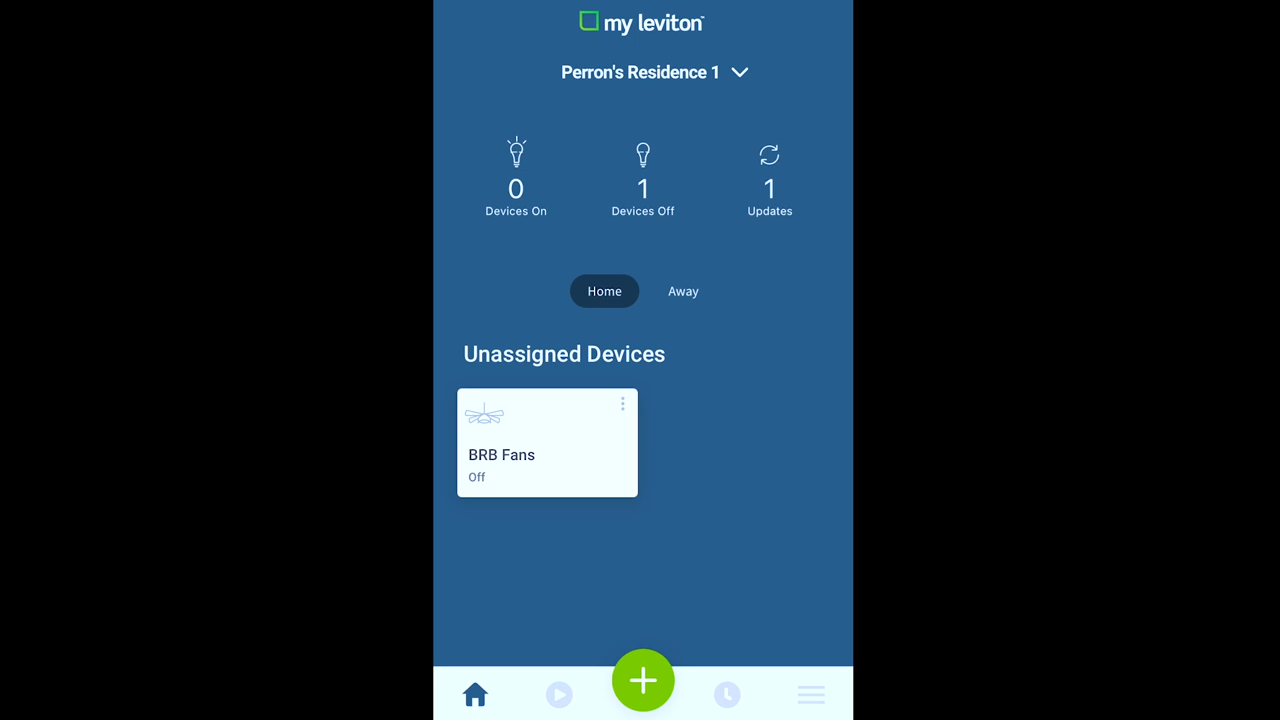 my leviton™
Perron's Residence 1
0
Devices On
1
Devices Off
1
Updates
Home
Away
Unassigned Devices
BRB Fans
Off